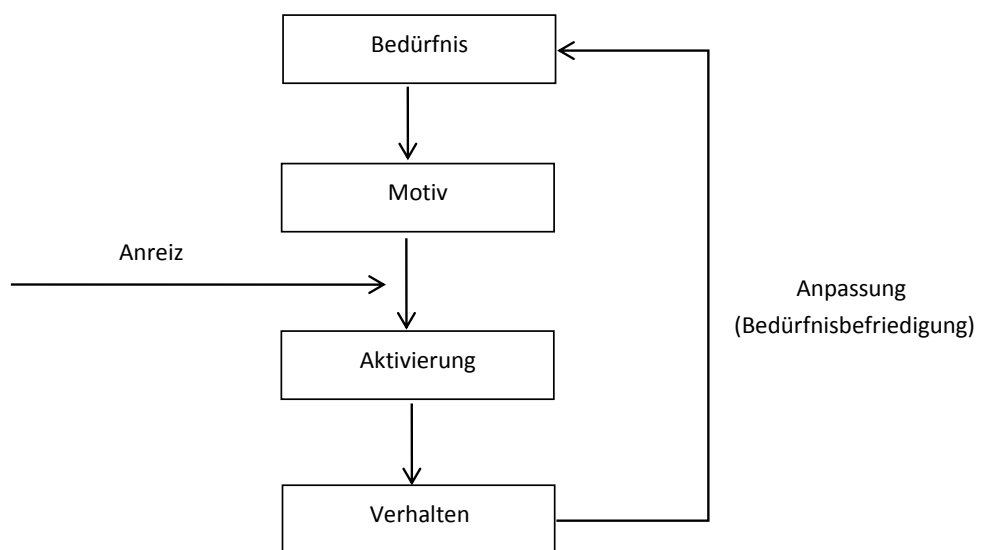 Bedürfnis
Motiv
Anreiz
Anpassung
(Bedürfnisbefriedigung)
Aktivierung
Verhalten